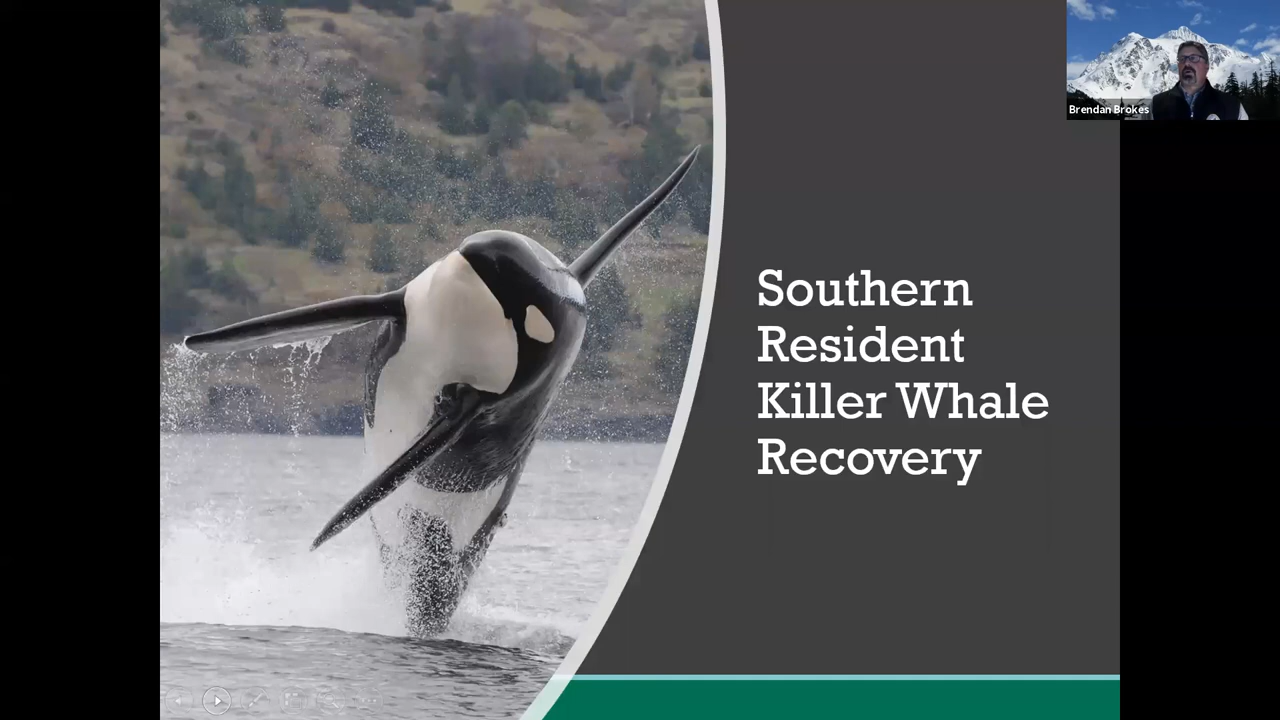 Southern
Resident
Killer Whale
Recovery
Brendan Brokes